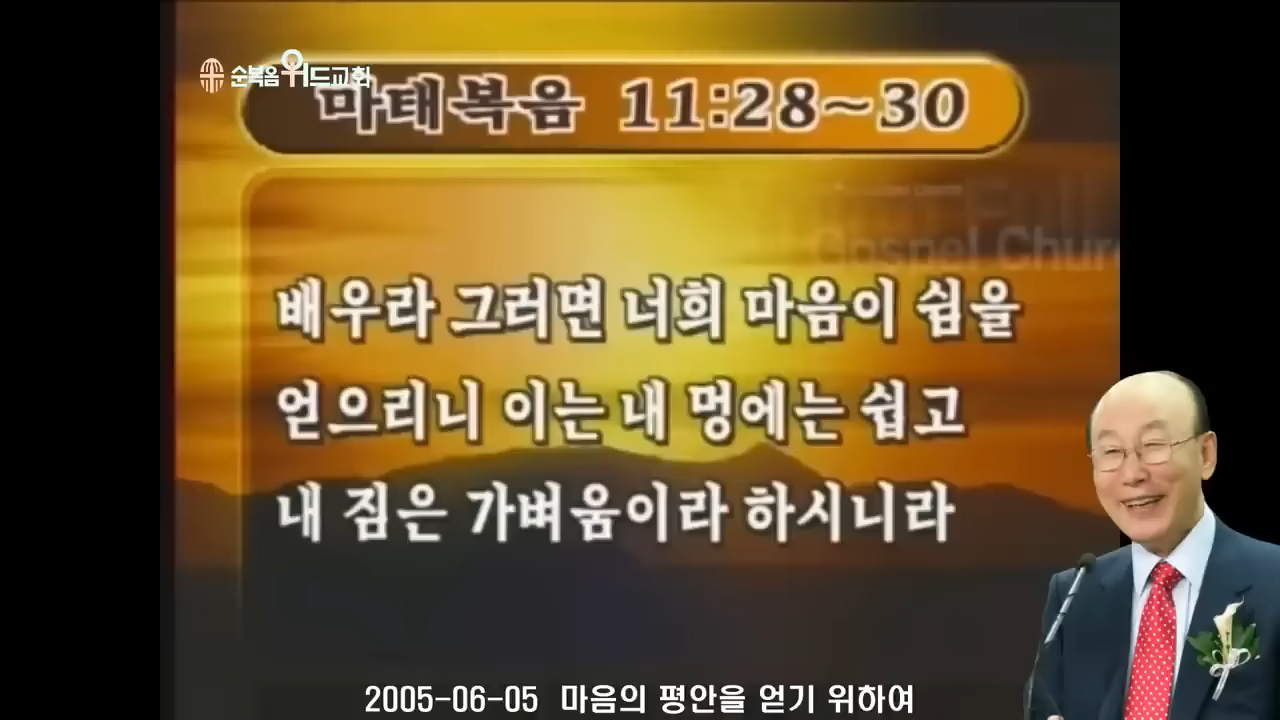 순복음위드교회
마태복음 11:28~30
Full
Gospel Chur
배우라 그러면 너희 마음이 쉼을
얻으리니 이는 내 멍에는 쉽고
내 짐은 가벼움이라 하시니라
2005-06-05 마음의 평안을 얻기 위하여